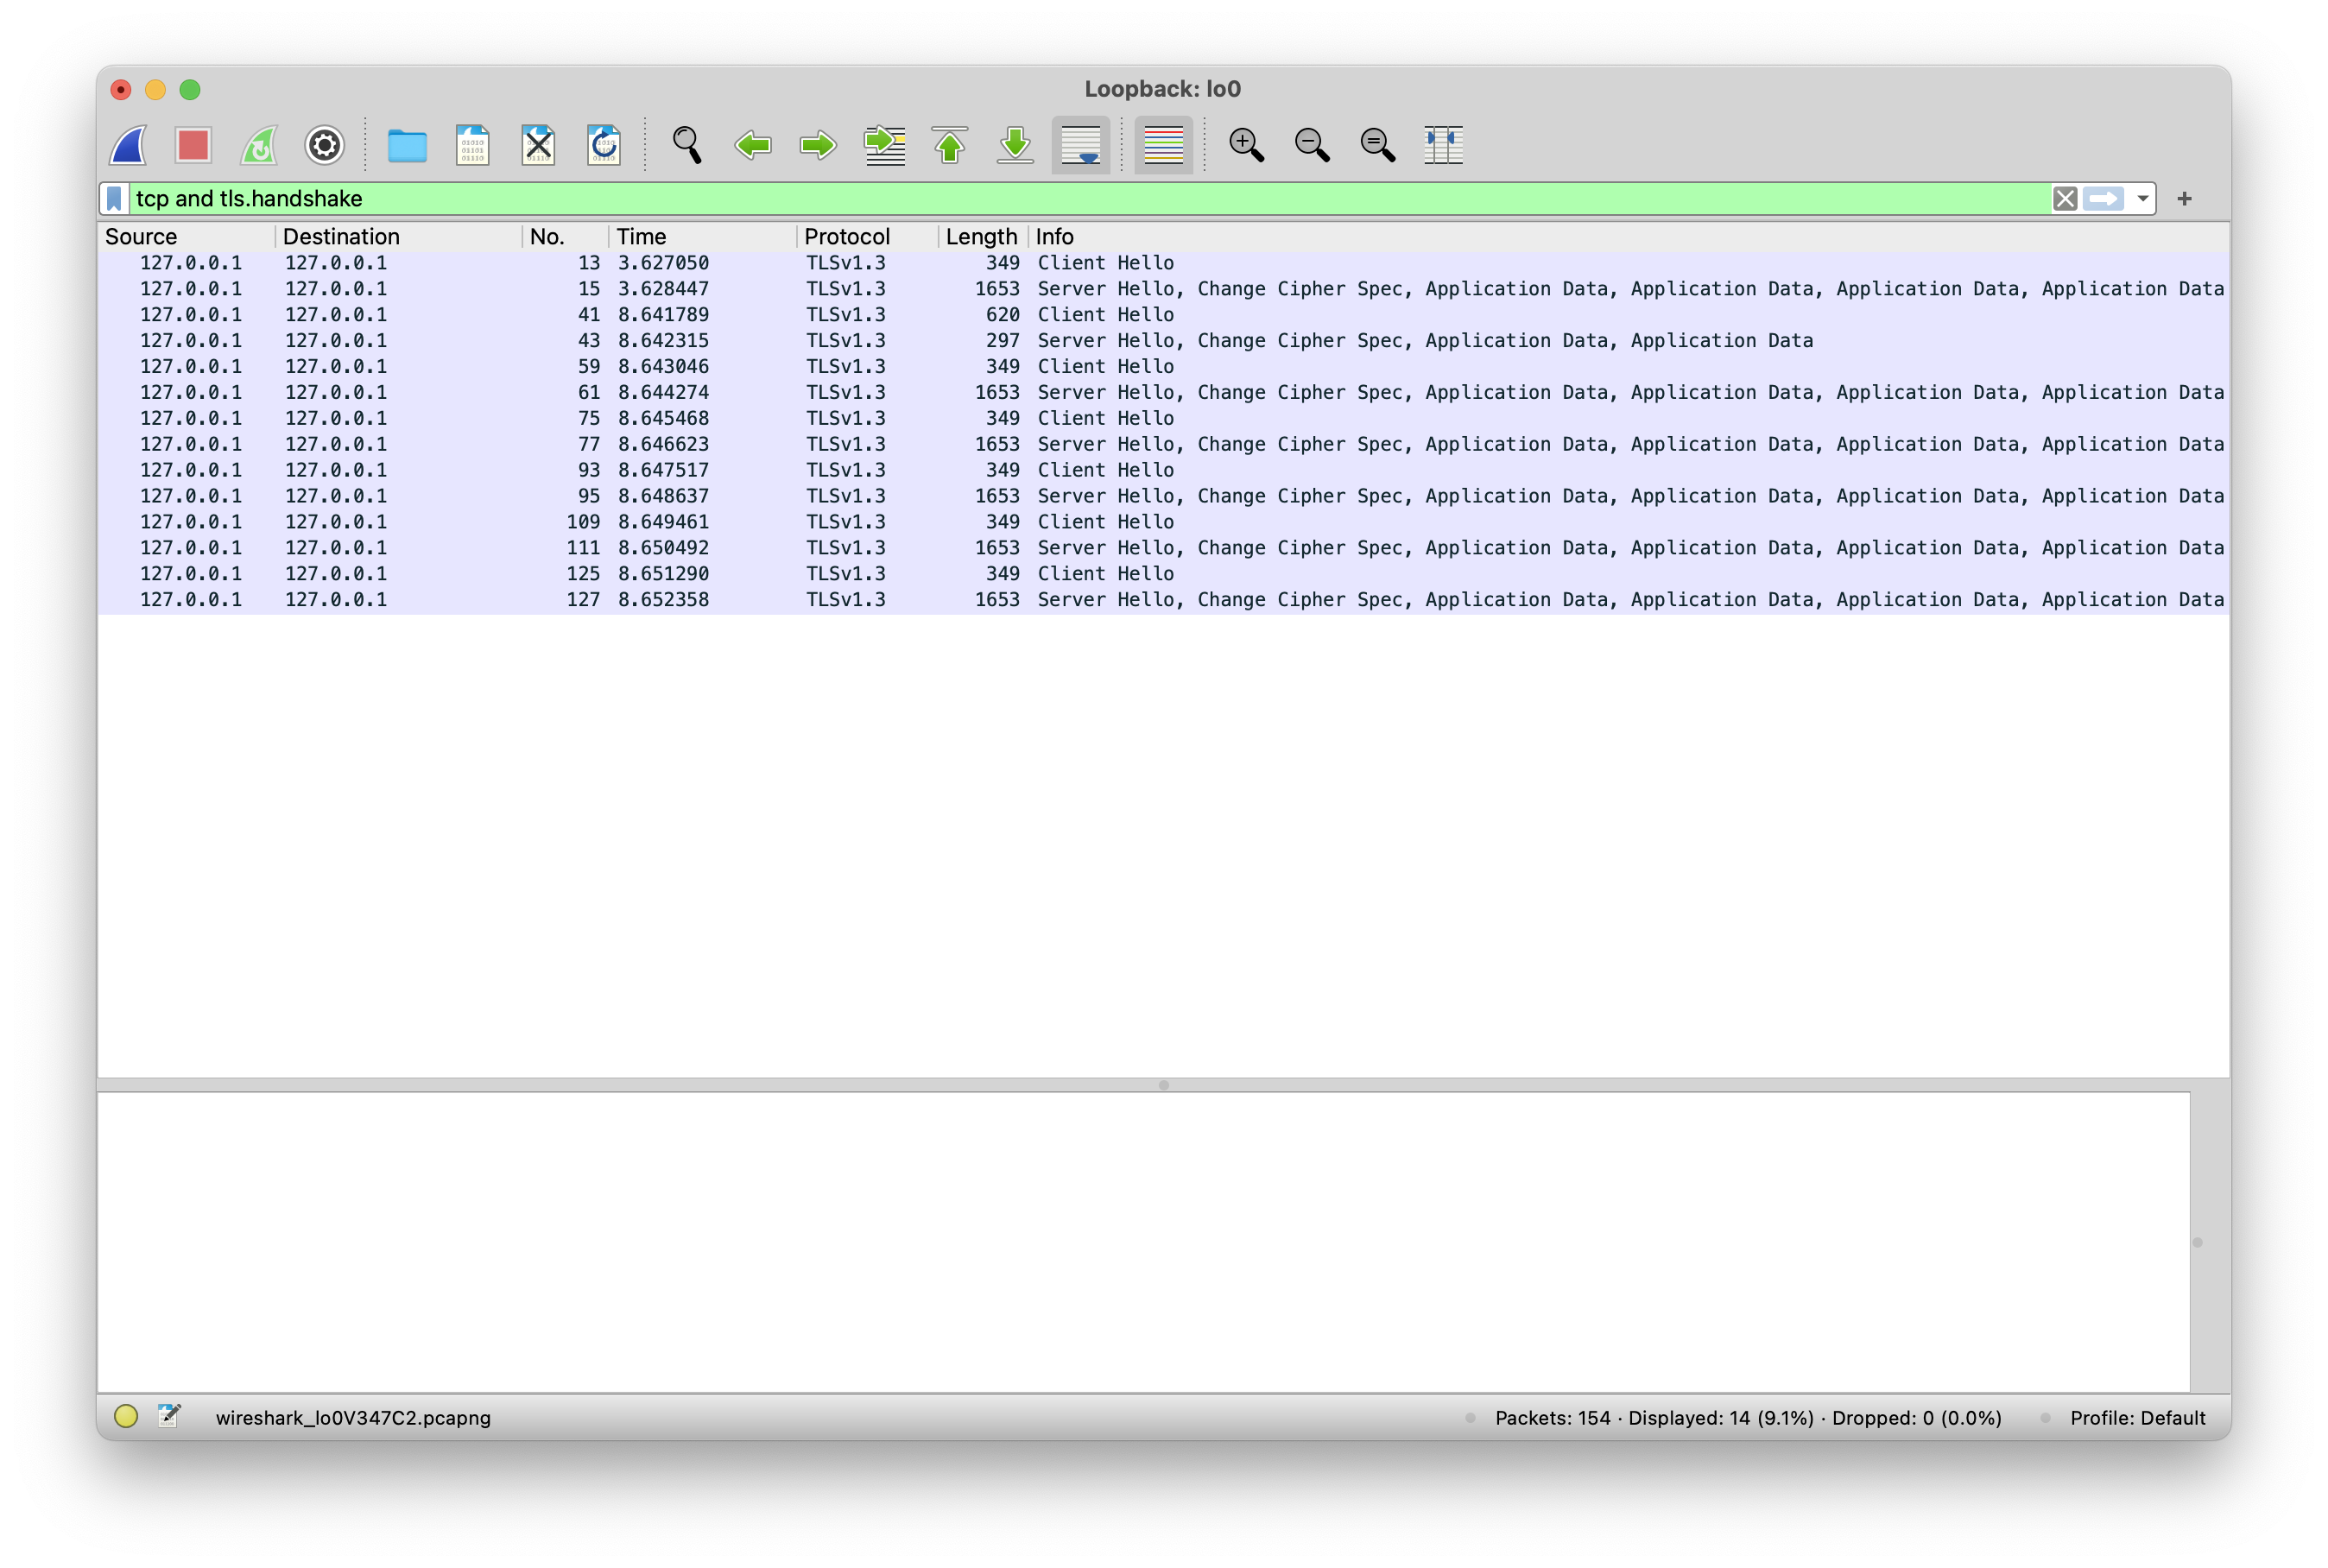 Loopback: lo0
tcp and tls.handshake
Source Destination No. Time Protocol Length Info
127.0.0.1 127.0.0.1 13 3.627050 TLSv1.3 349 Client Hello
127.0.0.1 127.0.0.1 15 3.628447 TLSv1.3 1653 Server Hello, Change Cipher Spec, Application Data, Application Data, Application Data, Application Data
127.0.0.1 127.0.0.1 41 8.641789 TLSv1.3 620 Client Hello
127.0.0.1 127.0.0.1 43 8.642315 TLSv1.3 297 Server Hello, Change Cipher Spec, Application Data, Application Data
127.0.0.1 127.0.0.1 59 8.643046 TLSv1.3 349 Client Hello
127.0.0.1 127.0.0.1 61 8.644274 TLSv1.3 1653 Server Hello, Change Cipher Spec, Application Data, Application Data, Application Data, Application Data
127.0.0.1 127.0.0.1 75 8.645468 TLSv1.3 349 Client Hello
127.0.0.1 127.0.0.1 77 8.646623 TLSv1.3 1653 Server Hello, Change Cipher Spec, Application Data, Application Data, Application Data, Application Data
127.0.0.1 127.0.0.1 93 8.647517 TLSv1.3 349 Client Hello
127.0.0.1 127.0.0.1 95 8.648637 TLSv1.3 1653 Server Hello, Change Cipher Spec, Application Data, Application Data, Application Data, Application Data
127.0.0.1 127.0.0.1 109 8.649461 TLSv1.3 349 Client Hello
127.0.0.1 127.0.0.1 111 8.650492 TLSv1.3 1653 Server Hello, Change Cipher Spec, Application Data, Application Data, Application Data, Application Data
127.0.0.1 127.0.0.1 125 8.651290 TLSv1.3 349 Client Hello
127.0.0.1 127.0.0.1 127 8.652358 TLSv1.3 1653 Server Hello, Change Cipher Spec, Application Data, Application Data, Application Data, Application Data
wireshark_lo0V347C2.pcapng Packets: 154 · Displayed: 14 (9.1%) · Dropped: 0 (0.0%) Profile: Default